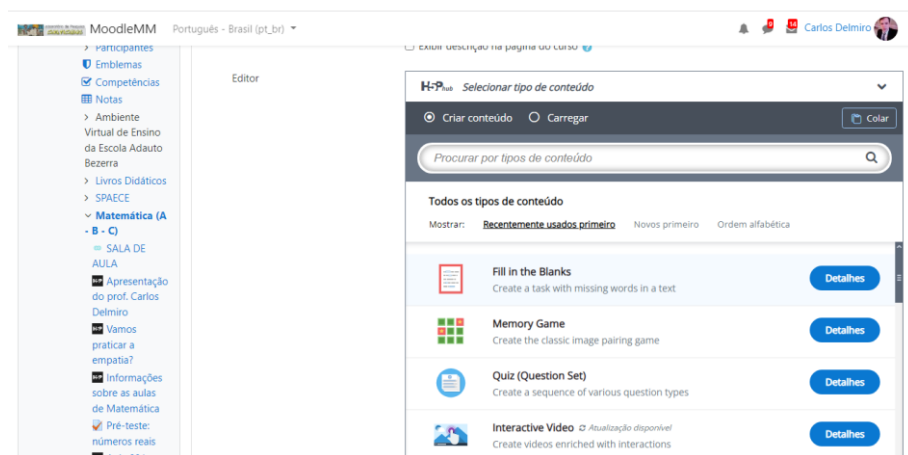 MoodleMM Português - Brasil (pt_br)
Carlos Delmiro
Participantes
Emblemas
Competências
Notas
Ambiente
Virtual de Ensino
da Escola Adauto
Bezerra
Livros Didáticos
SPAECE
Matemática (A
- B - C)
SALA DE
AULA
Apresentação
do prof. Carlos
Delmiro
Vamos
praticar a
empatia?
Informações
sobre as aulas
de Matemática
Pré-teste:
números reais
Exibir descrição na página do curso
Editor
H5P hub Selecionar tipo de conteúdo
Criar conteúdo Carregar Colar
Procurar por tipos de conteúdo
Todos os tipos de conteúdo
Mostrar: Recentemente usados primeiro Novos primeiro Ordem alfabética
Fill in the Blanks
Create a task with missing words in a text
Detalhes
Memory Game
Create the classic image pairing game
Detalhes
Quiz (Question Set)
Create a sequence of various question types
Detalhes
Interactive Video Atualização disponível
Create videos enriched with interactions
Detalhes